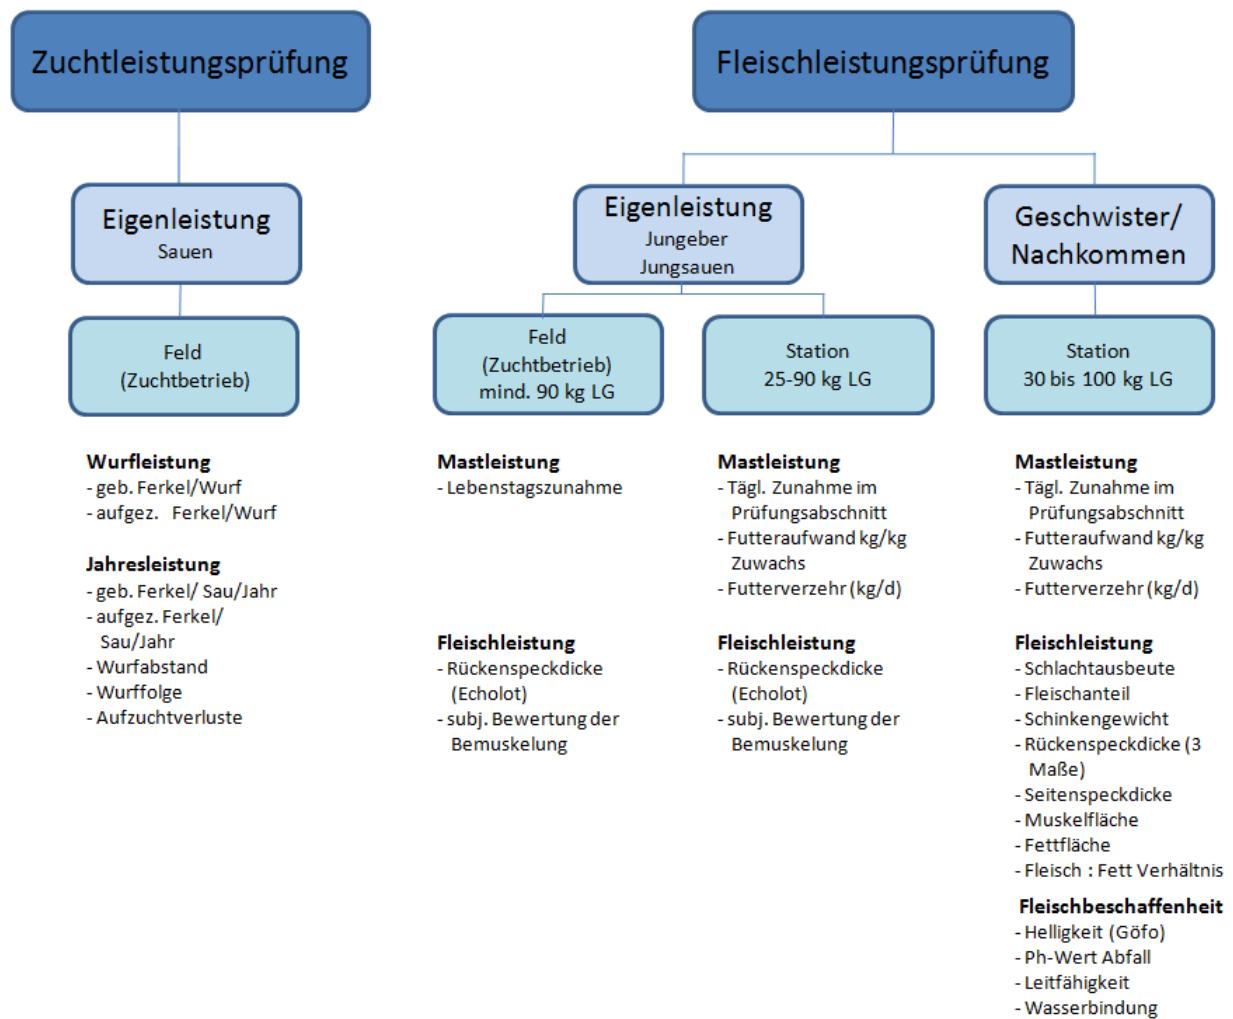 Zuchtleistungsprüfung
Eigenleistung
Sauen
Feld
(Zuchtbetrieb)
Wurfleistung
- geb. Ferkel/Wurf
- aufgez. Ferkel/Wurf
Jahresleistung
- geb. Ferkel/ Sau/Jahr
- aufgez. Ferkel/
Sau/Jahr
- Wurfabstand
- Wurffolge
- Aufzuchtverluste
Fleischleistungsprüfung
Eigenleistung
Jungeber
Jungsauen
Feld
(Zuchtbetrieb)
mind. 90 kg LG
Mastleistung
- Lebenstagszunahme
Fleischleistung
- Rückenspeckdicke
(Echolot)
- subj. Bewertung der
Bemuskelung
Station
25-90 kg LG
Mastleistung
- Tägl. Zunahme im
Prüfungsabschnitt
- Futteraufwand kg/kg
Zuwachs
- Futterverzehr (kg/d)
Fleischleistung
- Rückenspeckdicke
(Echolot)
- subj. Bewertung der
Bemuskelung
Geschwister/
Nachkommen
Station
30 bis 100 kg LG
Mastleistung
- Tägl. Zunahme im
Prüfungsabschnitt
- Futteraufwand kg/kg
Zuwachs
- Futterverzehr (kg/d)
Fleischleistung
- Schlachtausbeute
- Fleischanteil
- Schinkengewicht
- Rückenspeckdicke (3
Maße)
- Seitenspeckdicke
- Muskelfläche
- Fettfläche
- Fleisch : Fett Verhältnis
Fleischbeschaffenheit
- Helligkeit (Göfo)
- Ph-Wert Abfall
- Leitfähigkeit
- Wasserbindung